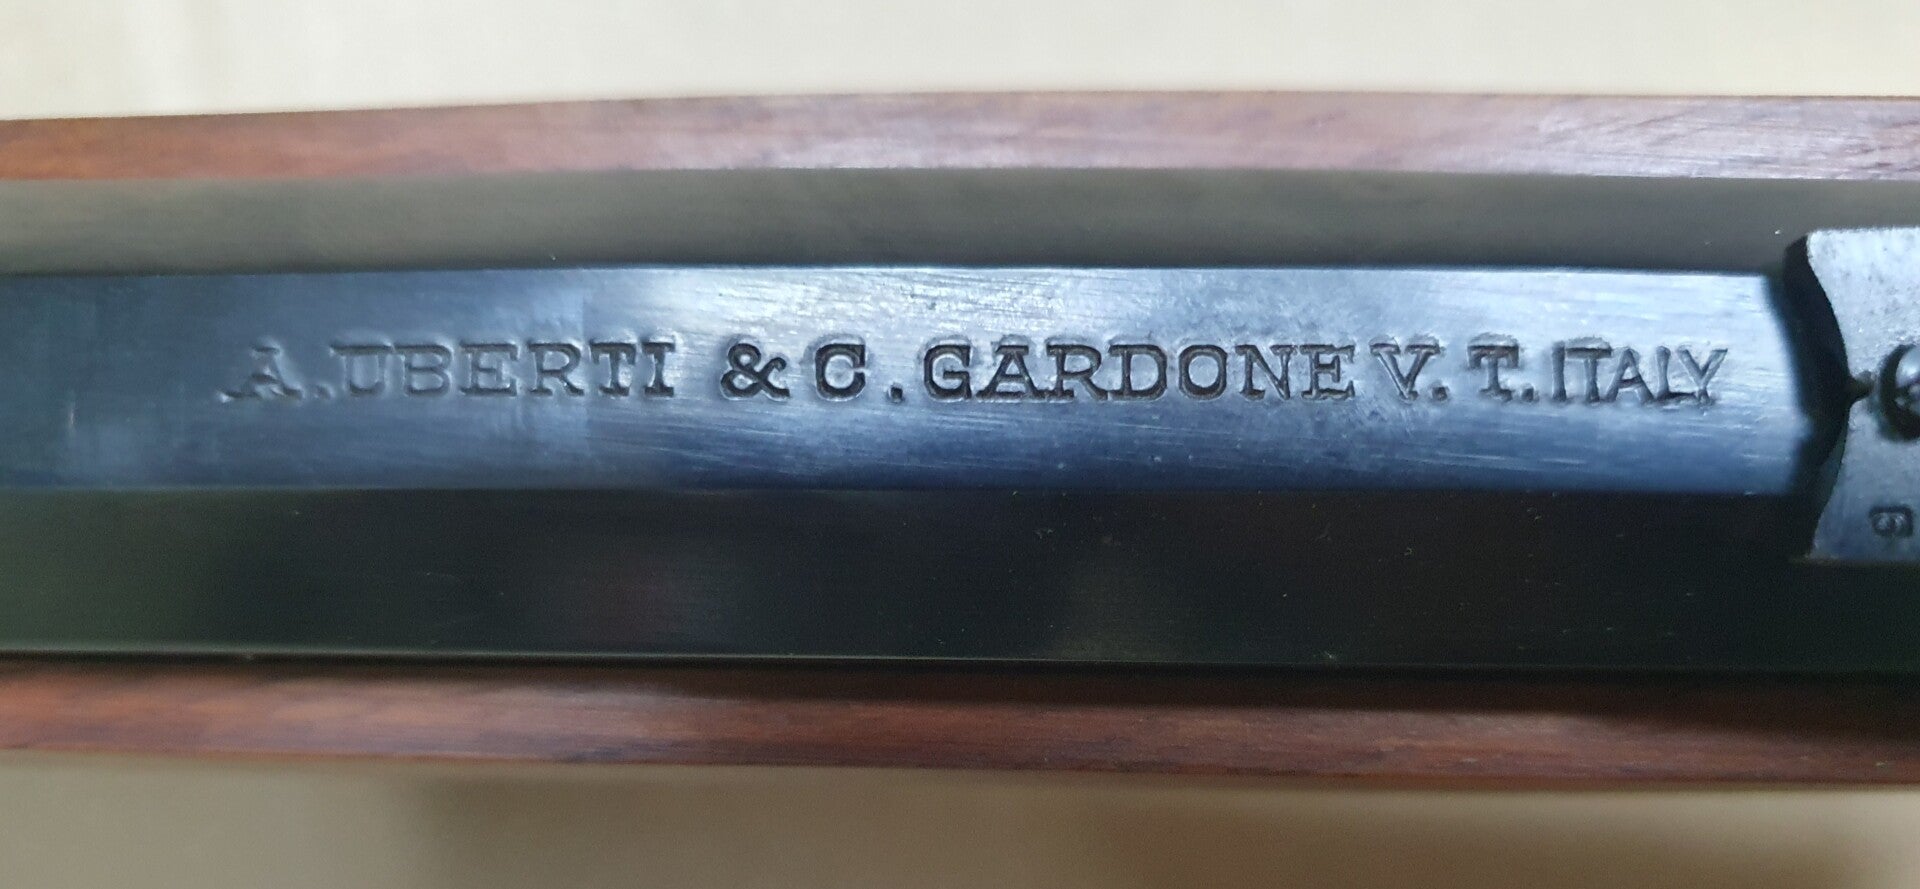 A. UBERTI & C. GARDONE V. T. ITALY